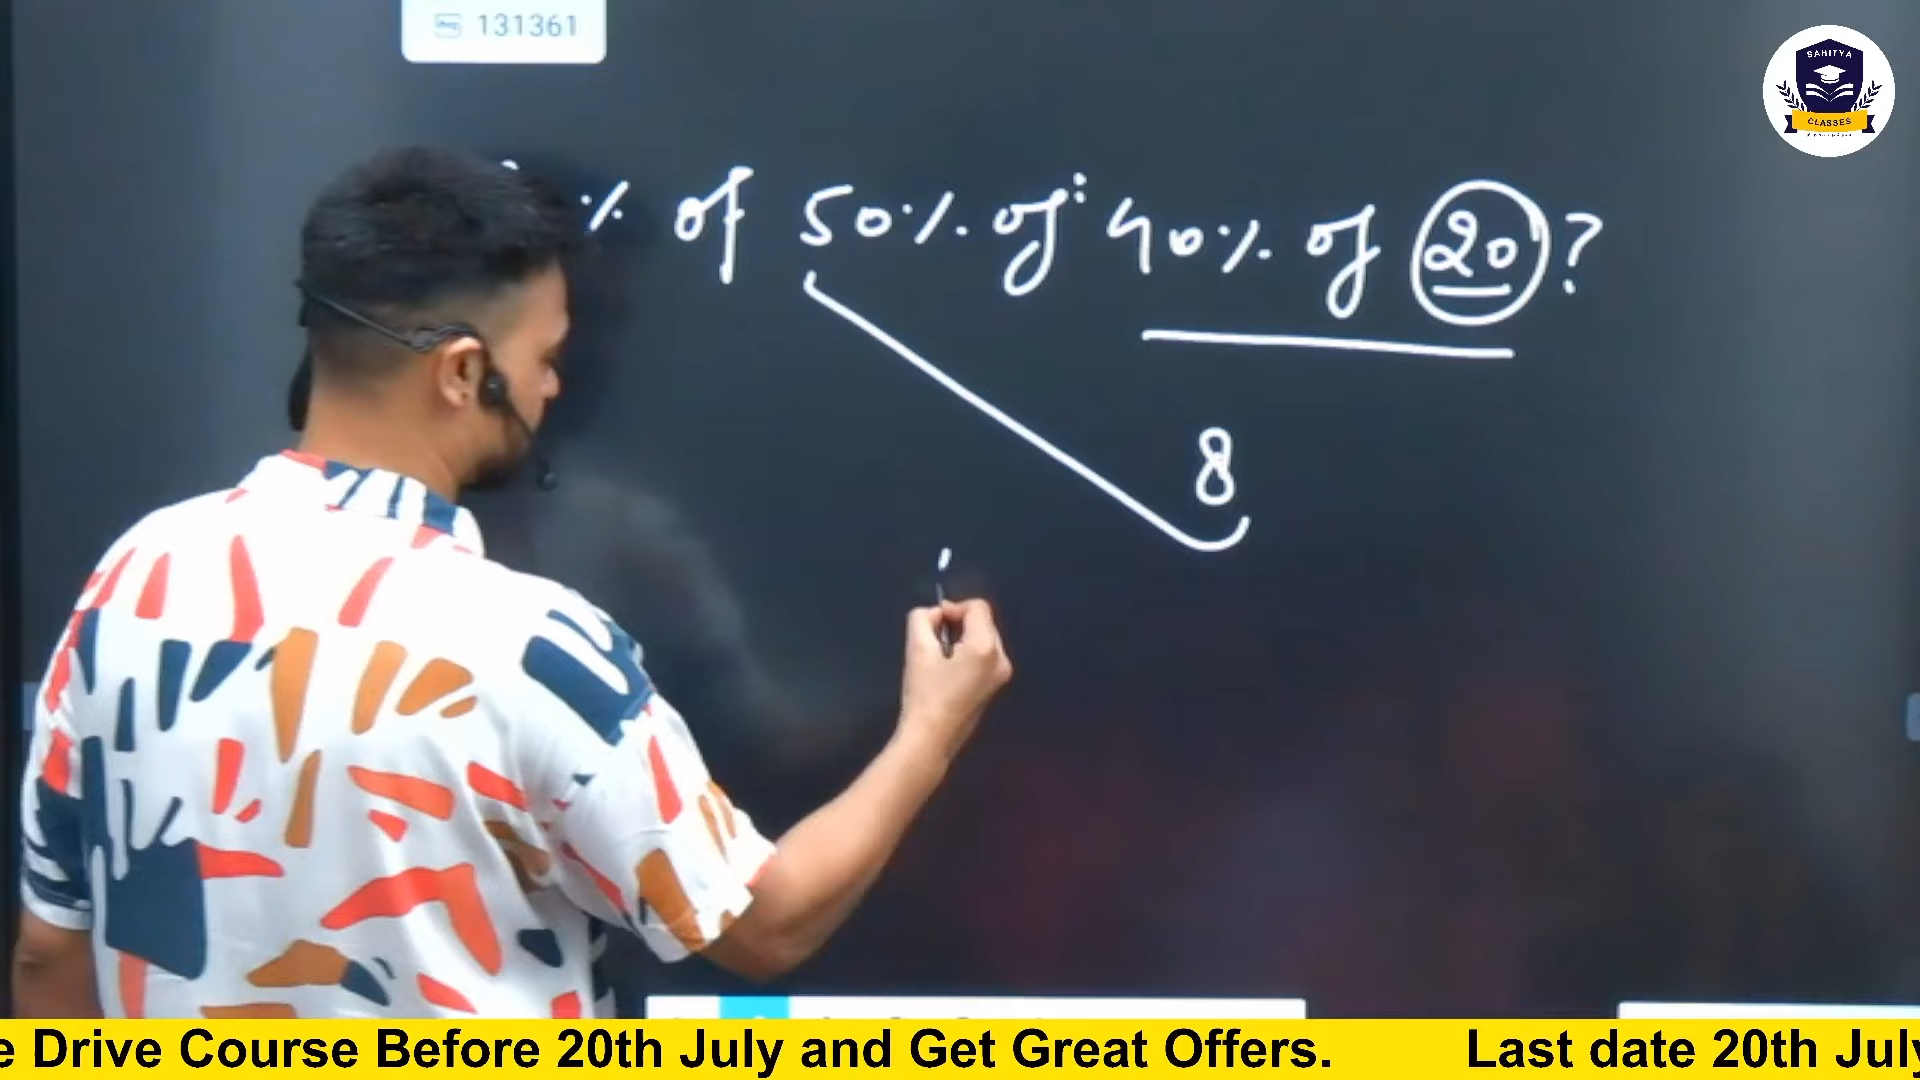 131361
SAHITYA
CLASSES
% of 50% of 40% of 20?
8
e Drive Course Before 20th July and Get Great Offers. Last date 20th July